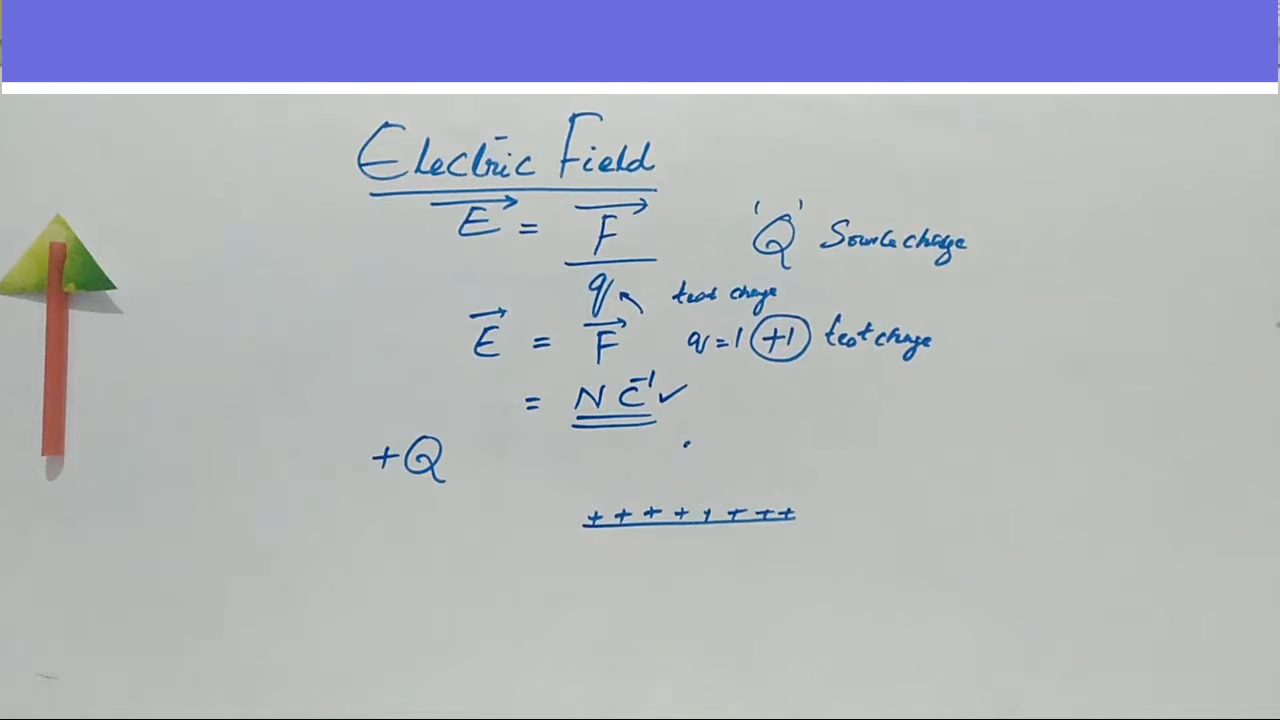 Electric Field
E = F
q
'Q' Source charge
test charge
E = F q = 1 (+1) test charge
= N C⁻¹ ✓
+Q
+ + + + + + + +